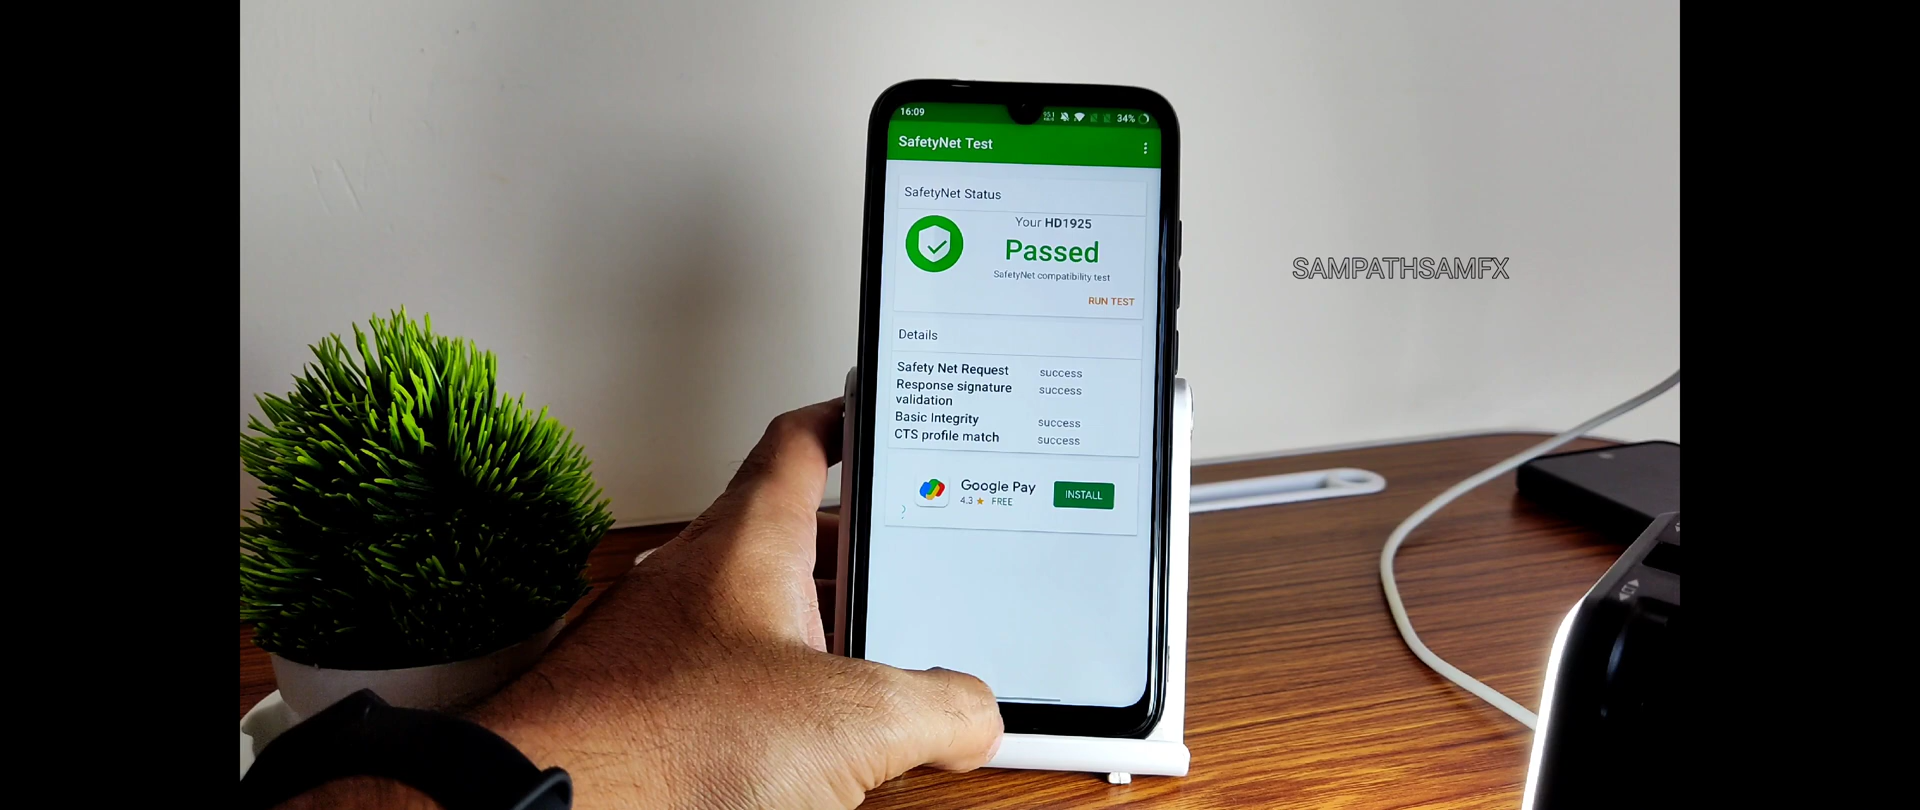 16:09
34%
SafetyNet Test
SafetyNet Status
Your HD1925
Passed
SafetyNet compatibility test
RUN TEST
SAMPATHSAMFX
Details
Safety Net Request success
Response signature success
validation
Basic Integrity success
CTS profile match success
Google Pay
4.3 ★ FREE
INSTALL